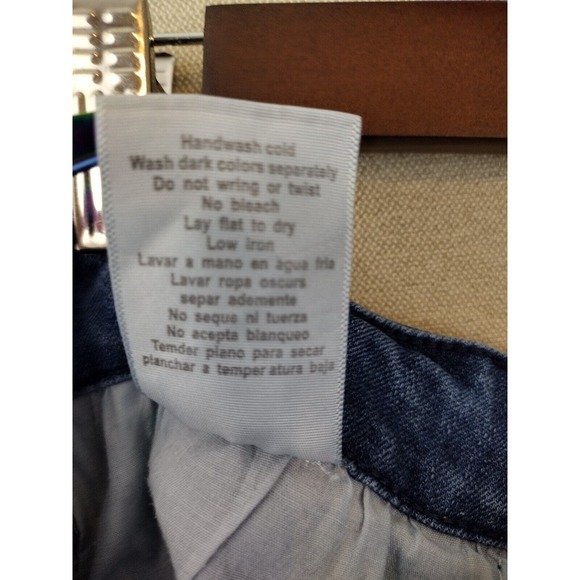 Handwash cold
Wash dark colors separately
Do not wring or twist
No bleach
Lay flat to dry
Low iron
Lavar a mano en agua fria
Lavar ropa oscurs
separ ademente
No seque ni tuerza
No acepta blanqueo
Temder plano para secar
planchar a temper atura baja